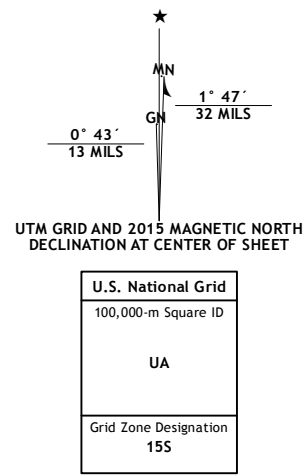 ★
MN
1° 47´
32 MILS
GN
0° 43´
13 MILS
UTM GRID AND 2015 MAGNETIC NORTH
DECLINATION AT CENTER OF SHEET
U.S. National Grid
100,000-m Square ID
UA
Grid Zone Designation
15S